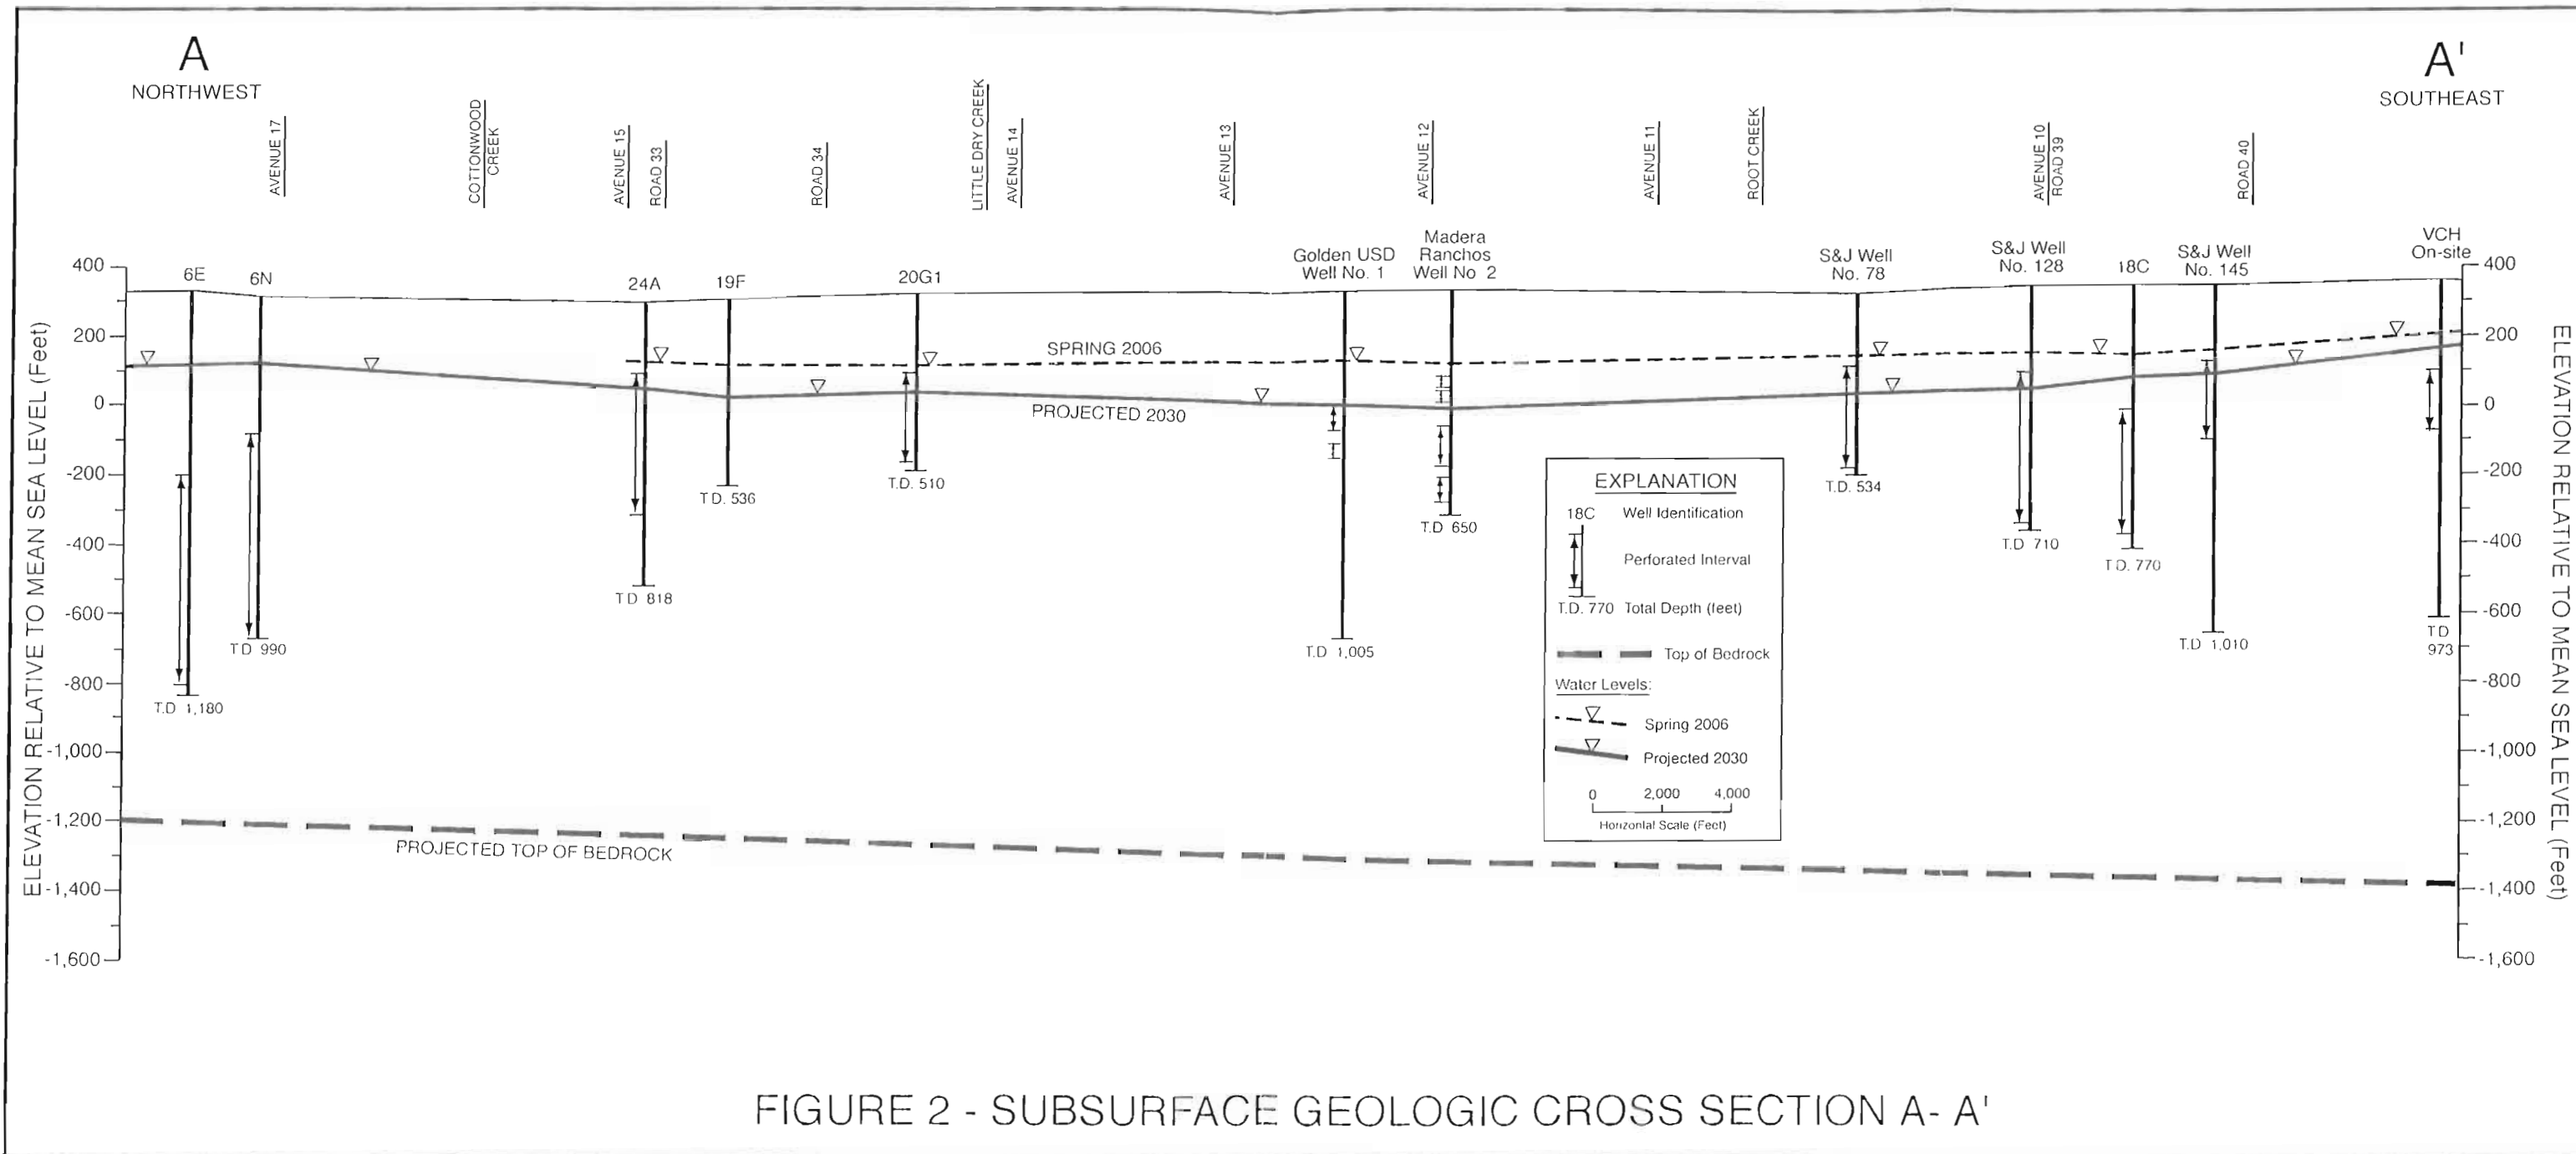 A
NORTHWEST
A'
SOUTHEAST
AVENUE 17
COTTONWOOD
CREEK
AVENUE 15
ROAD 33
ROAD 34
LITTLE DRY CREEK
AVENUE 14
AVENUE 13
AVENUE 12
AVENUE 11
ROOT CREEK
AVENUE 10
ROAD 39
ROAD 40
6E
6N
24A
19F
20G1
Golden USD
Well No. 1
Madera
Ranchos
Well No 2
S&J Well
No. 78
S&J Well
No. 128
18C
S&J Well
No. 145
VCH
On-site
ELEVATION RELATIVE TO MEAN SEA LEVEL (Feet)
400
200
0
-200
-400
-600
-800
-1,000
-1,200
-1,400
-1,600
SPRING 2006
PROJECTED 2030
T.D 1,180
T D 990
T D 818
T D. 536
T.D. 510
T.D 1,005
T.D 650
T.D. 534
T.D 710
T D. 770
T.D 1,010
T D
973
PROJECTED TOP OF BEDROCK
EXPLANATION
18C Well Identification
Perforated Interval
T.D. 770 Total Depth (feet)
Top of Bedrock
Water Levels:
Spring 2006
Projected 2030
0 2,000 4,000
Horizontal Scale (Feet)
400
200
0
-200
-400
-600
-800
-1,000
-1,200
-1,400
-1,600
ELEVATION RELATIVE TO MEAN SEA LEVEL (Feet)
FIGURE 2 - SUBSURFACE GEOLOGIC CROSS SECTION A- A'